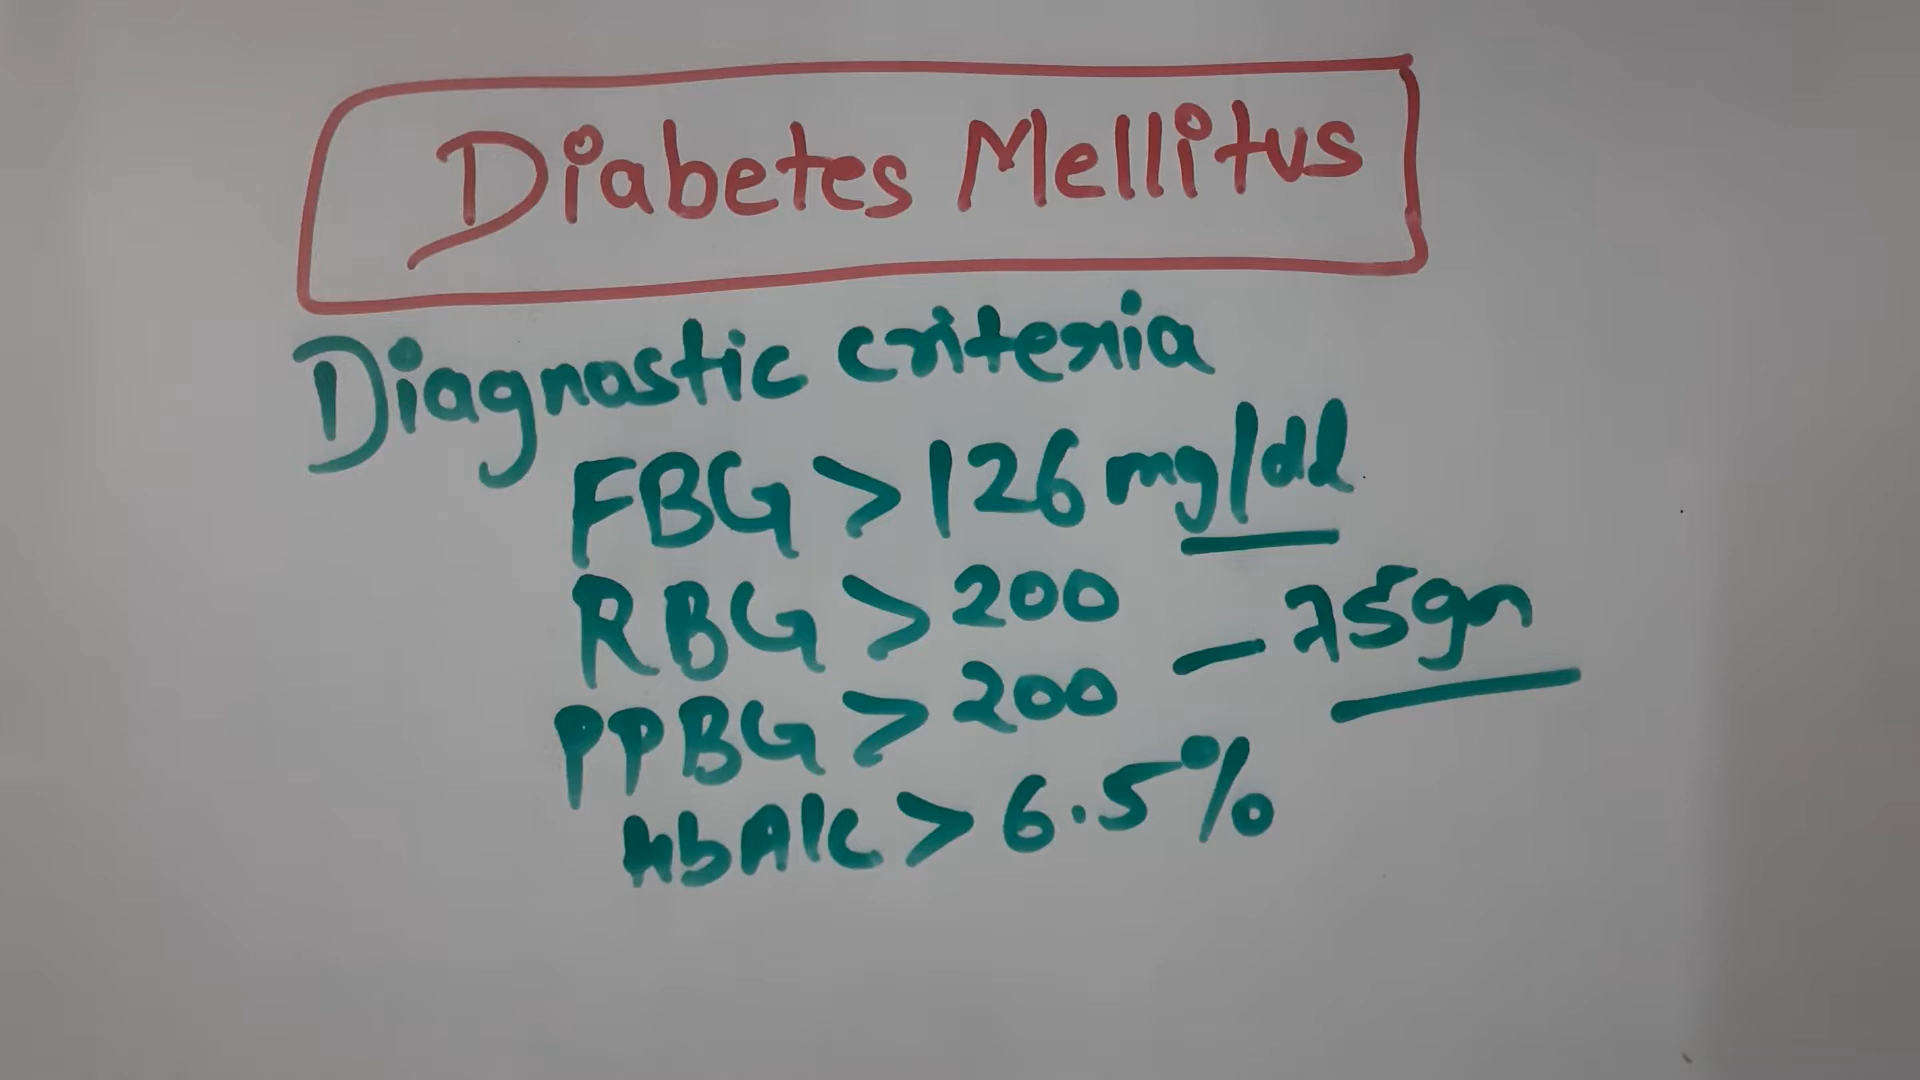 Diabetes Mellitus
Diagnostic criteria
FBG > 126 mg/dl
RBG > 200
PPBG > 200 - 75gm
HbA1c > 6.5%